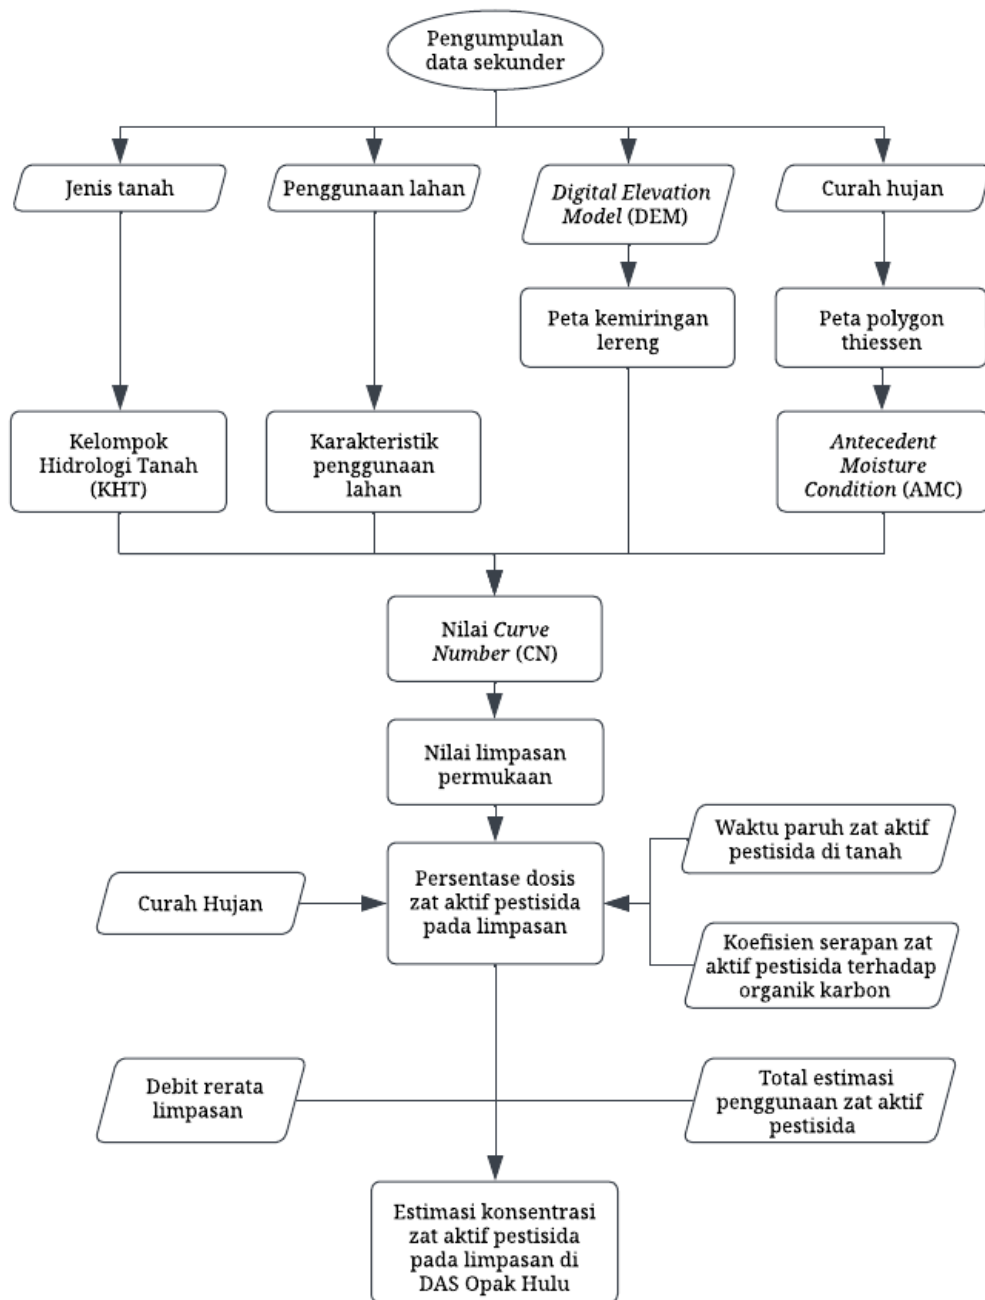 Pengumpulan
data sekunder
Jenis tanah
Penggunaan lahan
Digital Elevation
Model (DEM)
Curah hujan
Peta kemiringan
lereng
Peta polygon
thiessen
Kelompok
Hidrologi Tanah
(KHT)
Karakteristik
penggunaan
lahan
Antecedent
Moisture
Condition (AMC)
Nilai Curve
Number (CN)
Nilai limpasan
permukaan
Persentase dosis
zat aktif pestisida
pada limpasan
Curah Hujan
Waktu paruh zat aktif
pestisida di tanah
Koefisien serapan zat
aktif pestisida terhadap
organik karbon
Debit rerata
limpasan
Total estimasi
penggunaan zat aktif
pestisida
Estimasi konsentrasi
zat aktif pestisida
pada limpasan di
DAS Opak Hulu